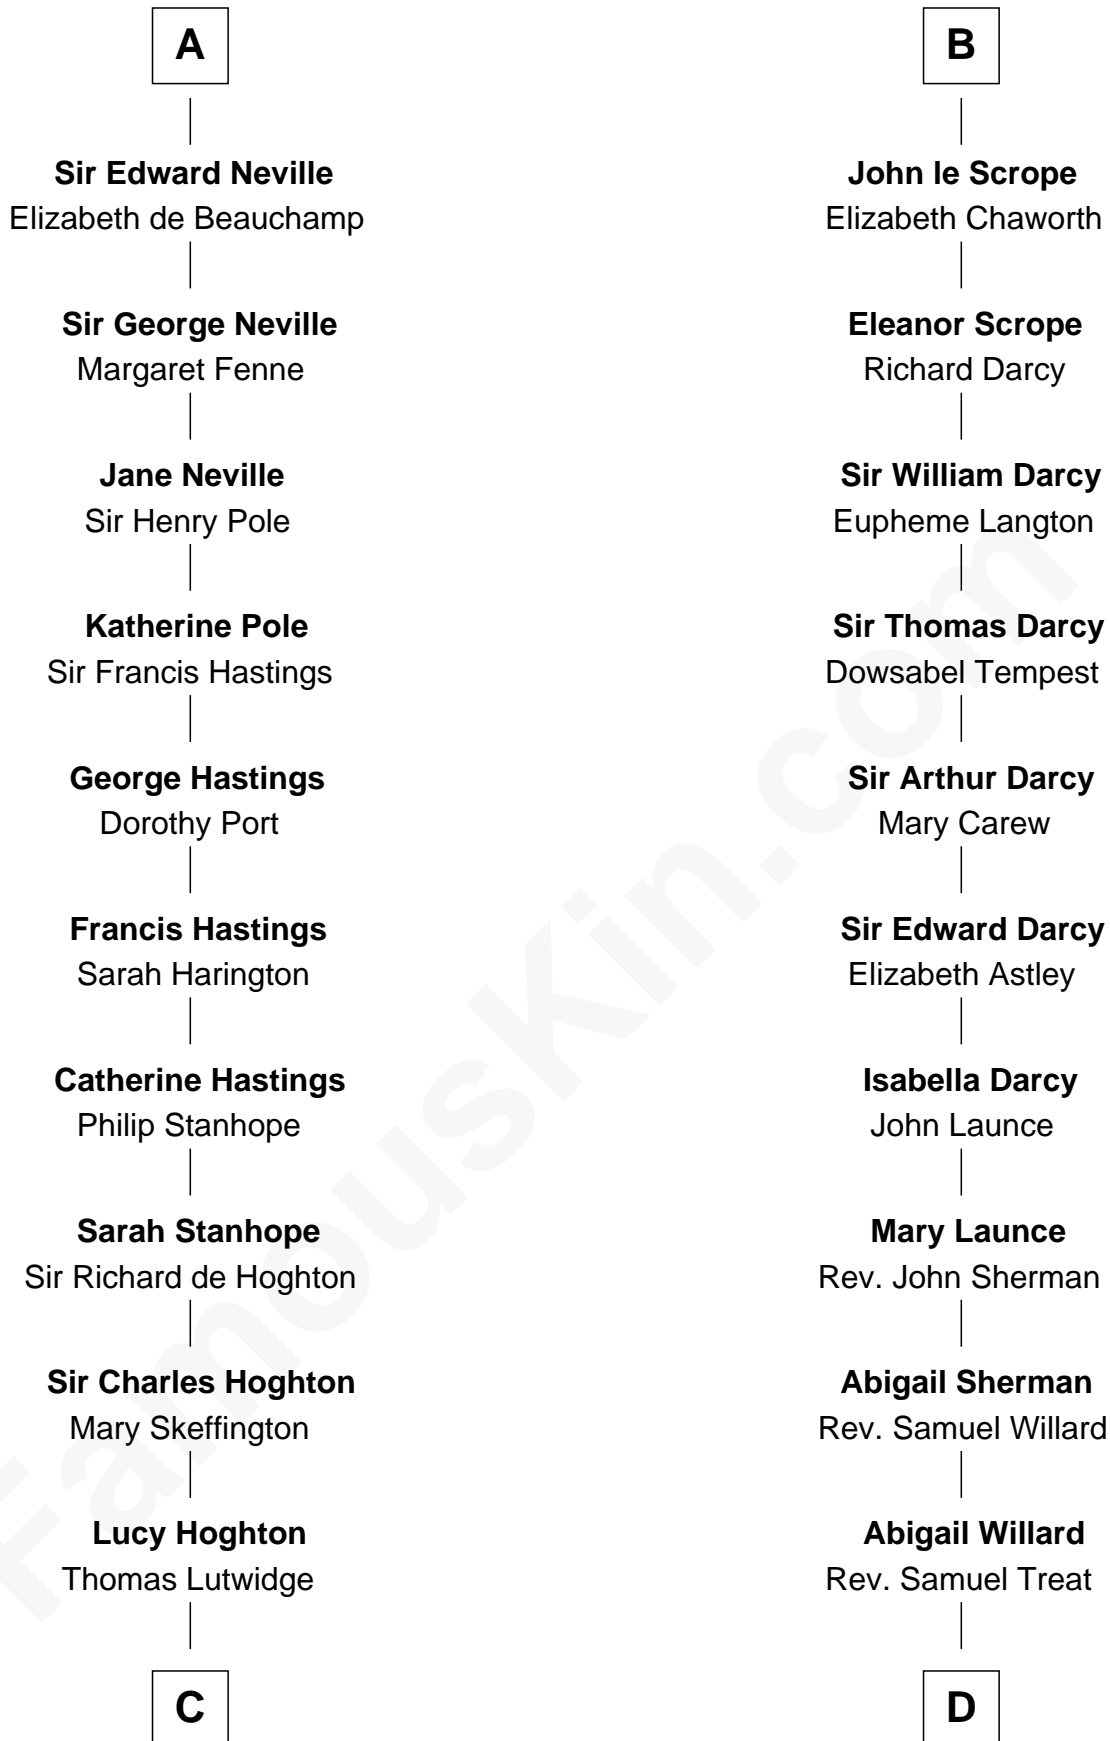 A
Sir Edward Neville
Elizabeth de Beauchamp
Sir George Neville
Margaret Fenne
Jane Neville
Sir Henry Pole
Katherine Pole
Sir Francis Hastings
George Hastings
Dorothy Port
Francis Hastings
Sarah Harington
Catherine Hastings
Philip Stanhope
Sarah Stanhope
Sir Richard de Hoghton
Sir Charles Hoghton
Mary Skeffington
Lucy Hoghton
Thomas Lutwidge
C
B
John le Scrope
Elizabeth Chaworth
Eleanor Scrope
Richard Darcy
Sir William Darcy
Eupheme Langton
Sir Thomas Darcy
Dowsabel Tempest
Sir Arthur Darcy
Mary Carew
Sir Edward Darcy
Elizabeth Astley
Isabella Darcy
John Launce
Mary Launce
Rev. John Sherman
Abigail Sherman
Rev. Samuel Willard
Abigail Willard
Rev. Samuel Treat
D
FamousKin.com